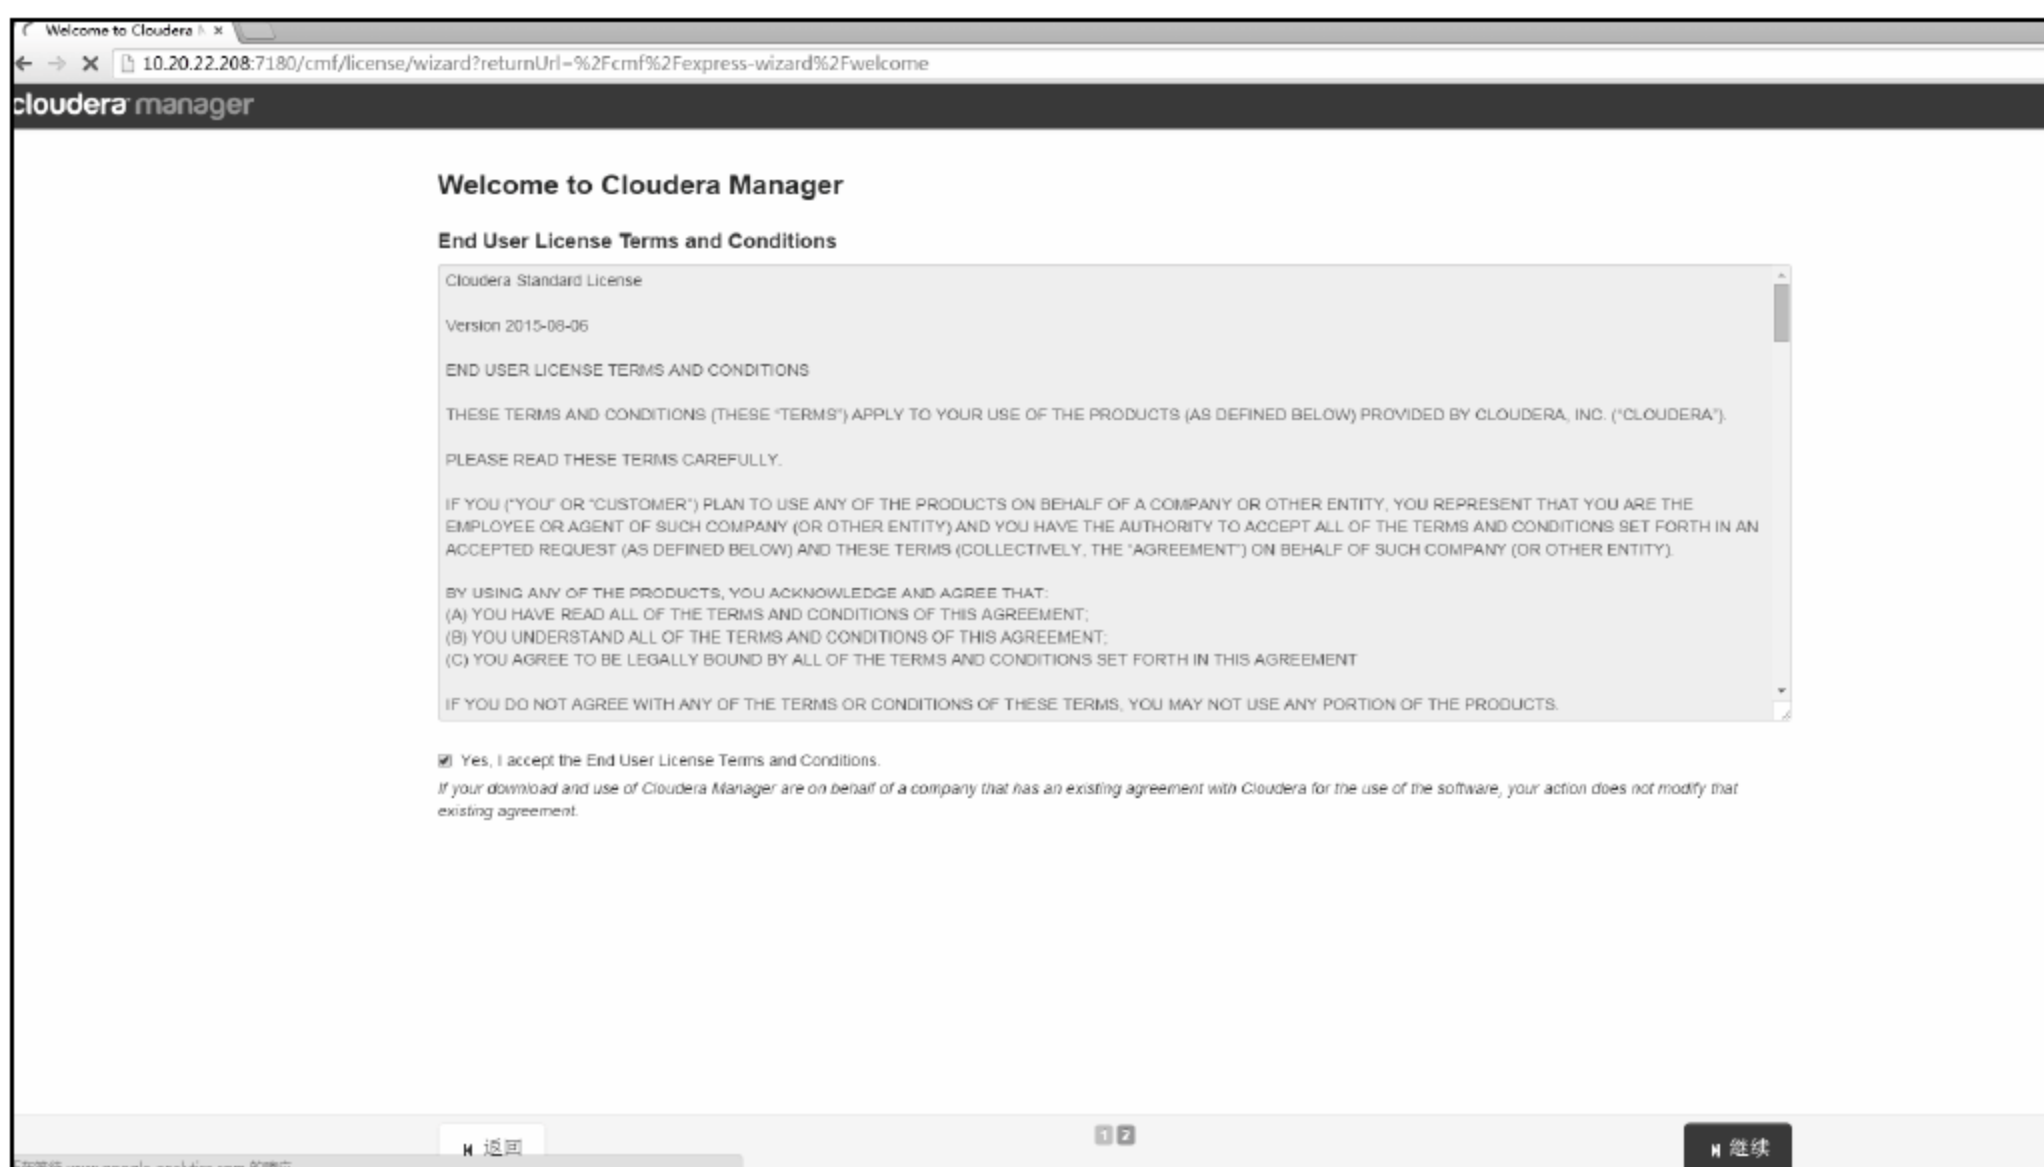 Welcome to Cloudera
10.20.22.208:7180/cmf/license/wizard?returnUrl=%2Fcmf%2Fexpress-wizard%2Fwelcome
cloudera manager
Welcome to Cloudera Manager
End User License Terms and Conditions
Cloudera Standard License
Version 2015-08-06
END USER LICENSE TERMS AND CONDITIONS
THESE TERMS AND CONDITIONS (THESE “TERMS”) APPLY TO YOUR USE OF THE PRODUCTS (AS DEFINED BELOW) PROVIDED BY CLOUDERA, INC. (“CLOUDERA”).
PLEASE READ THESE TERMS CAREFULLY.
IF YOU (“YOU” OR “CUSTOMER”) PLAN TO USE ANY OF THE PRODUCTS ON BEHALF OF A COMPANY OR OTHER ENTITY, YOU REPRESENT THAT YOU ARE THE
EMPLOYEE OR AGENT OF SUCH COMPANY (OR OTHER ENTITY) AND YOU HAVE THE AUTHORITY TO ACCEPT ALL OF THE TERMS AND CONDITIONS SET FORTH IN AN
ACCEPTED REQUEST (AS DEFINED BELOW) AND THESE TERMS (COLLECTIVELY, THE “AGREEMENT”) ON BEHALF OF SUCH COMPANY (OR OTHER ENTITY).
BY USING ANY OF THE PRODUCTS, YOU ACKNOWLEDGE AND AGREE THAT:
(A) YOU HAVE READ ALL OF THE TERMS AND CONDITIONS OF THIS AGREEMENT;
(B) YOU UNDERSTAND ALL OF THE TERMS AND CONDITIONS OF THIS AGREEMENT;
(C) YOU AGREE TO BE LEGALLY BOUND BY ALL OF THE TERMS AND CONDITIONS SET FORTH IN THIS AGREEMENT
IF YOU DO NOT AGREE WITH ANY OF THE TERMS OR CONDITIONS OF THESE TERMS, YOU MAY NOT USE ANY PORTION OF THE PRODUCTS.
Yes, I accept the End User License Terms and Conditions.
If your download and use of Cloudera Manager are on behalf of a company that has an existing agreement with Cloudera for the use of the software, your action does not modify that
existing agreement.
返回
1 2
继续